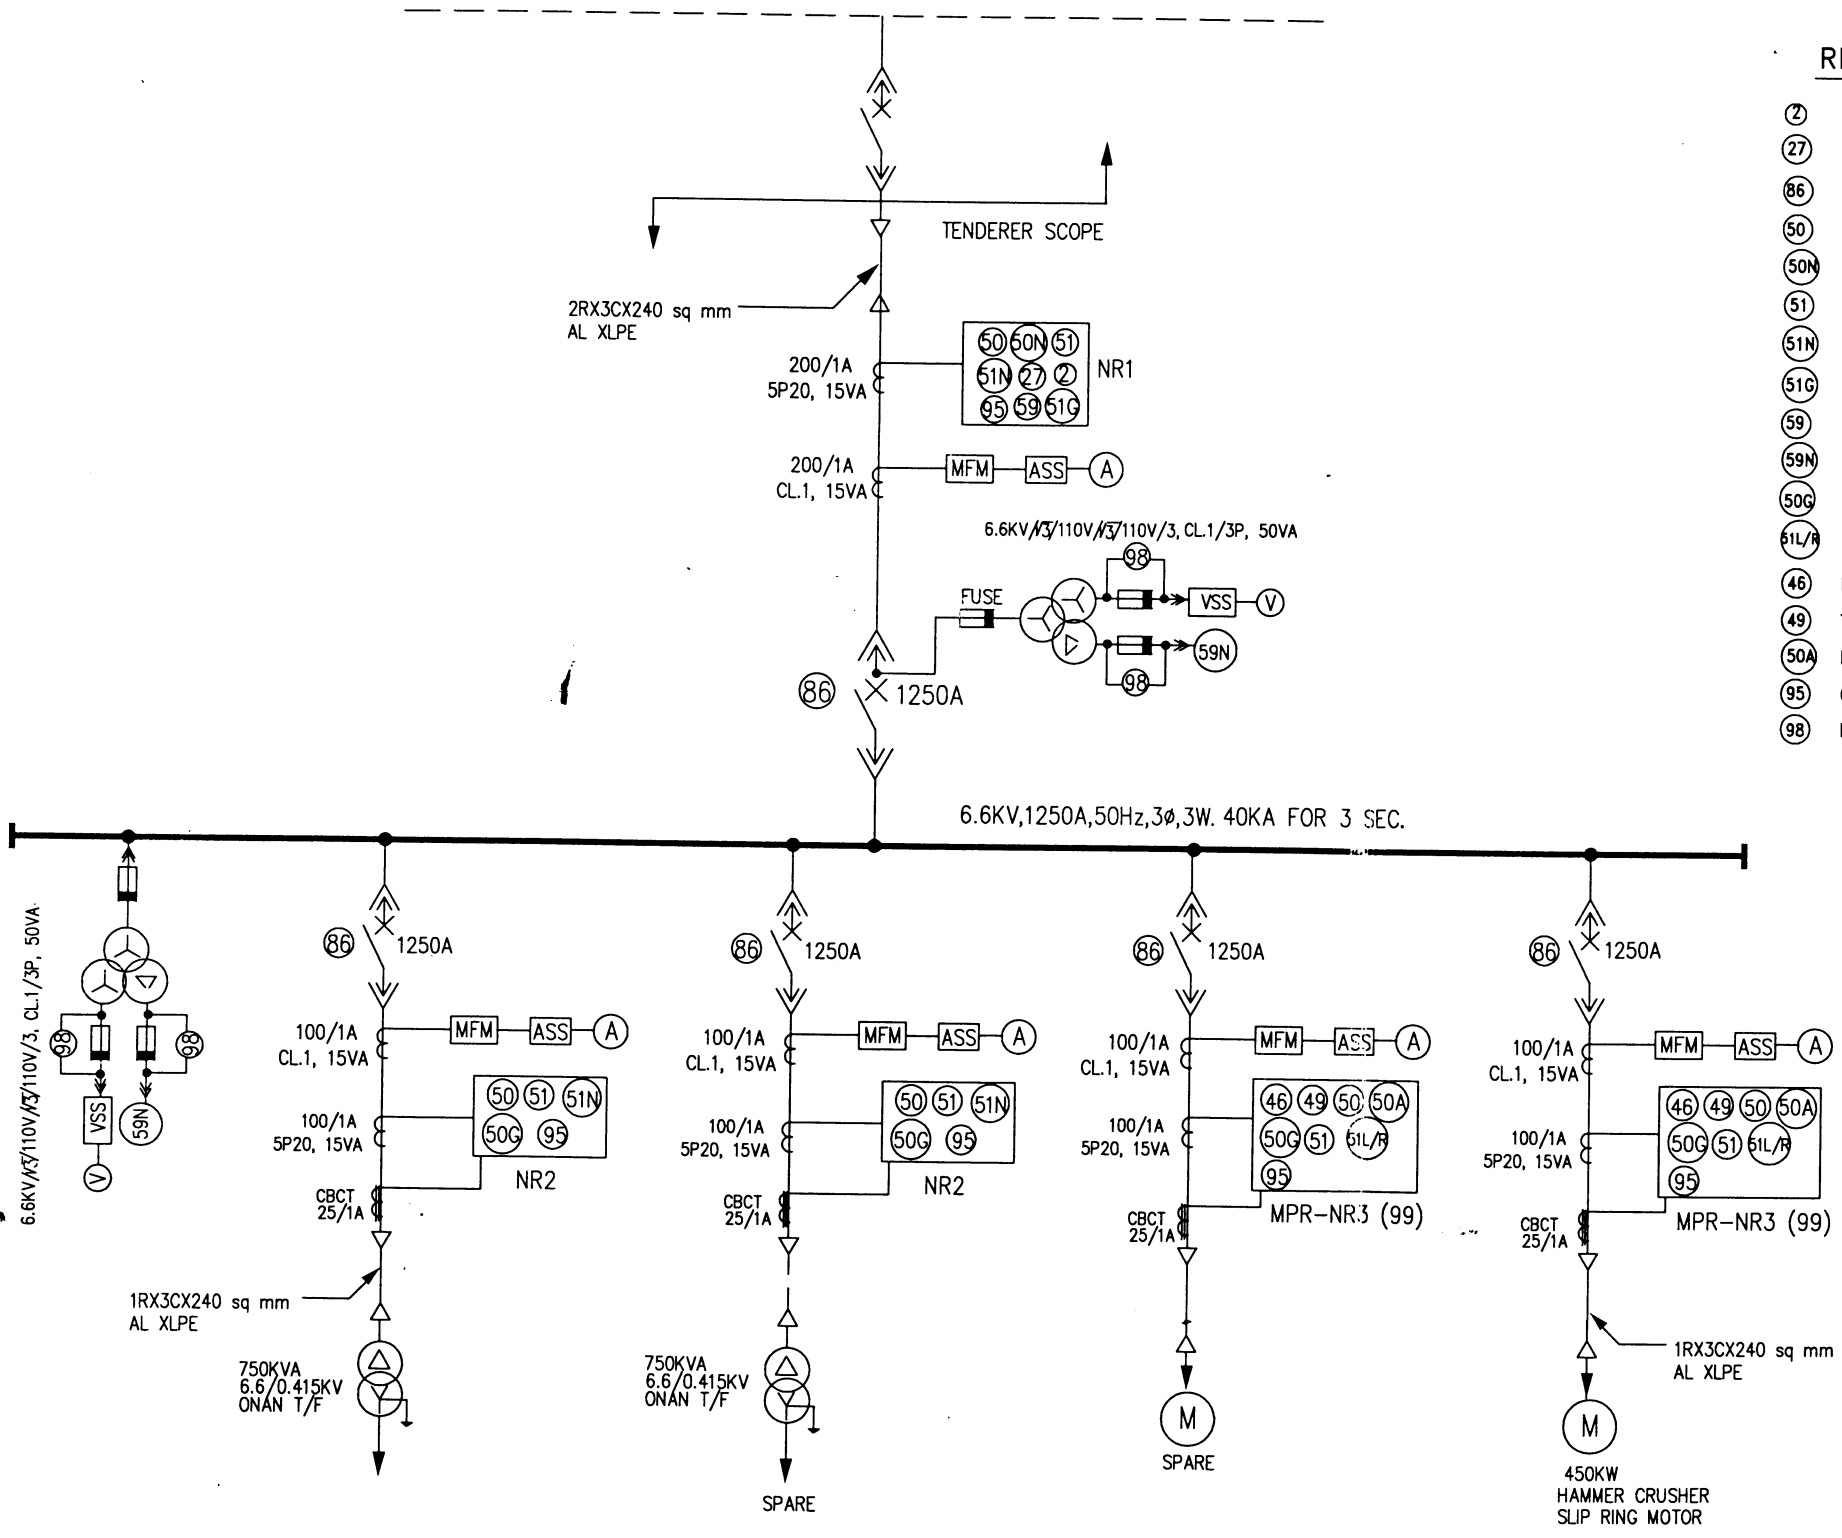 TENDERER SCOPE
2RX3CX240 sq mm
AL XLPE
200/1A
5P20, 15VA
50 50N 51
51N 27 2
95 59 51G
NR1
200/1A
CL.1, 15VA
MFM ASS A
6.6KV/√3/110V/√3/110V/3, CL.1/3P, 50VA
98
FUSE
VSS V
59N
98
86 1250A
6.6KV,1250A,50Hz,3ø,3W. 40KA FOR 3 SEC.
6.6KV/√3/110V/√3/110V/3, CL.1/3P, 50VA
98
98
VSS
59N
V
86 1250A
100/1A
CL.1, 15VA
MFM ASS A
50 51 51N
50G 95
100/1A
5P20, 15VA
NR2
CBCT
25/1A
1RX3CX240 sq mm
AL XLPE
750KVA
6.6/0.415KV
ONAN T/F
86 1250A
100/1A
CL.1, 15VA
MFM ASS A
50 51 51N
50G 95
100/1A
5P20, 15VA
NR2
CBCT
25/1A
750KVA
6.6/0.415KV
ONAN T/F
SPARE
86 1250A
100/1A
CL.1, 15VA
MFM ASS A
46 49 50 50A
50G 51 51L/R
95
100/1A
5P20, 15VA
MPR-NR3 (99)
CBCT
25/1A
M
SPARE
86 1250A
100/1A
CL.1, 15VA
MFM ASS A
46 49 50 50A
50G 51 51L/R
95
100/1A
5P20, 15VA
MPR-NR3 (99)
CBCT
25/1A
1RX3CX240 sq mm
AL XLPE
M
450KW
HAMMER CRUSHER
SLIP RING MOTOR
2
27
86
50
50N
51
51N
51G
59
59N
50G
51L/R
46
49
50A
95
98